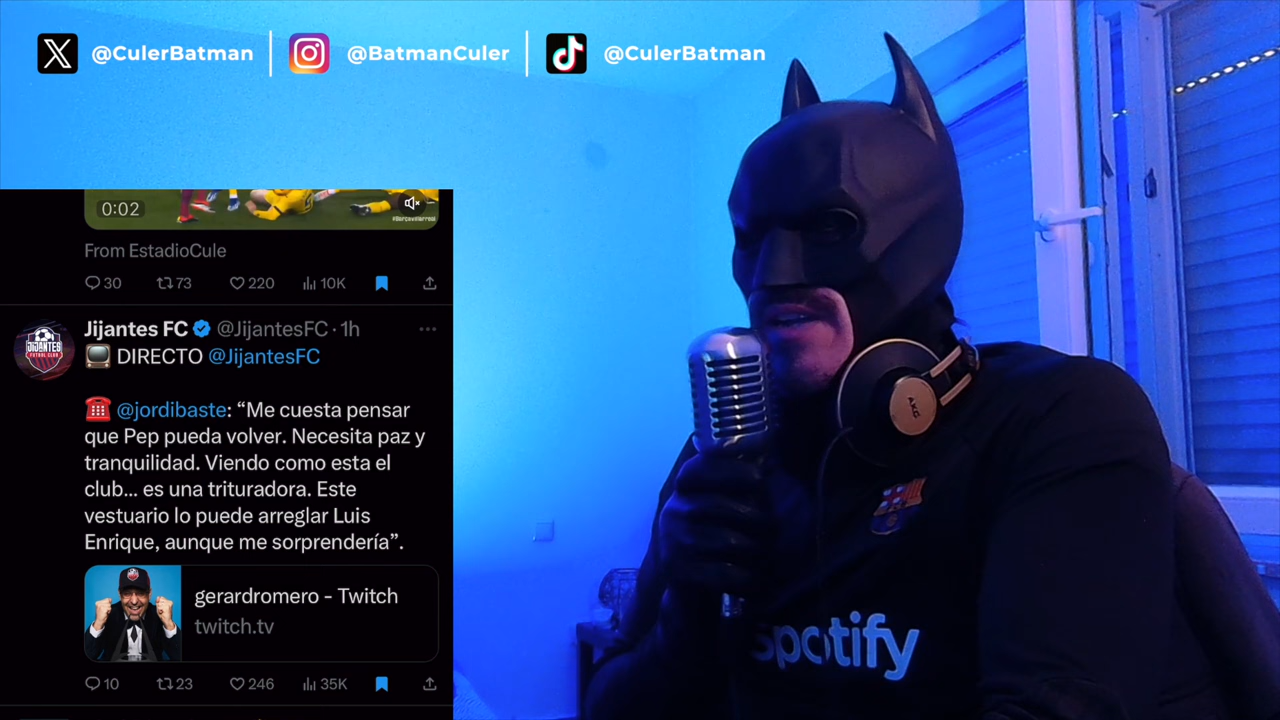 @CulerBatman | @BatmanCuler | @CulerBatman
0:02
From EstadioCule
30 73 220 10K
Jijantes FC @JijantesFC · 1h
DIRECTO @JijantesFC
@jordibaste: “Me cuesta pensar
que Pep pueda volver. Necesita paz y
tranquilidad. Viendo como esta el
club... es una trituradora. Este
vestuario lo puede arreglar Luis
Enrique, aunque me sorprendería”.
gerardromero - Twitch
twitch.tv
10 23 246 35K
JIJANTES
AKG
Spotify